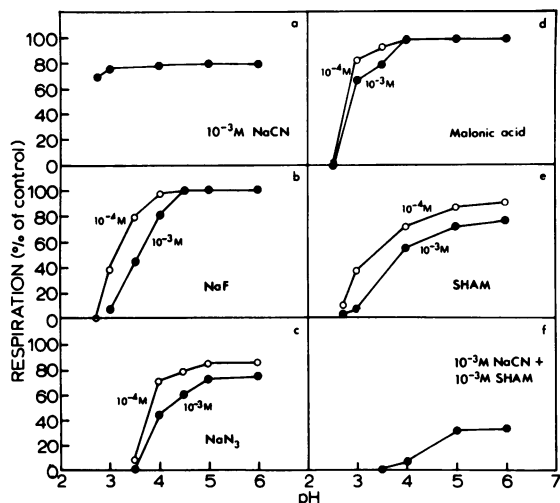 RESPIRATION (% of control)
100
80
60
40
20
0
a
10⁻³M NaCN
d
10⁻⁴M
10⁻³M
Malonic acid
100
80
60
40
20
0
b
10⁻⁴M
10⁻³M
NaF
e
10⁻⁴M
10⁻³M
SHAM
100
80
60
40
20
0
c
10⁻⁴M
10⁻³M
NaN₃
f
10⁻³M NaCN +
10⁻³M SHAM
2 3 4 5 6 2 3 4 5 6 7
pH